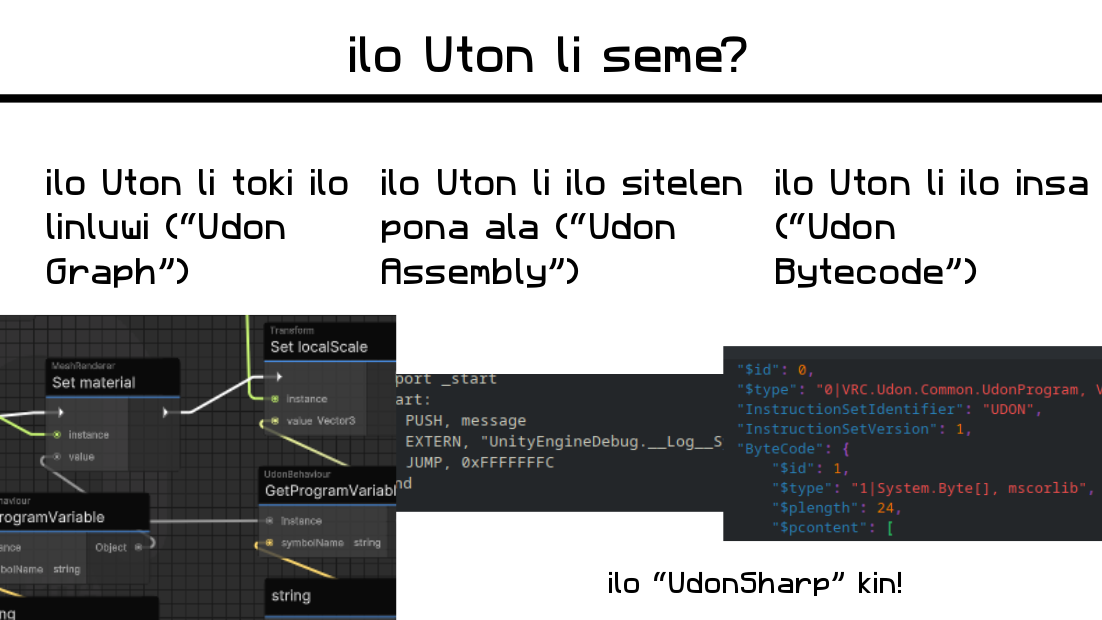 ilo Uton li seme?
ilo Uton li toki ilo
linluwi (“Udon
Graph”)
ilo Uton li ilo sitelen
pona ala (“Udon
Assembly”)
ilo Uton li ilo insa
(“Udon
Bytecode”)
Transform
Set localScale
instance
value Vector3
MeshRenderer
Set material
instance
value
UdonBehaviour
GetProgramVariabl
Instance
symbolName string
haviour
rogramVariable
ance Object
bolName string
string
ng
port _start
art:
PUSH, message
EXTERN, "UnityEngineDebug.__Log__S
JUMP, 0xFFFFFFFC
nd
"$id": 0,
"$type": "0|VRC.Udon.Common.UdonProgram, V
"InstructionSetIdentifier": "UDON",
"InstructionSetVersion": 1,
"ByteCode": {
"$id": 1,
"$type": "1|System.Byte[], mscorlib",
"$plength": 24,
"$pcontent": [
ilo “UdonSharp” kin!